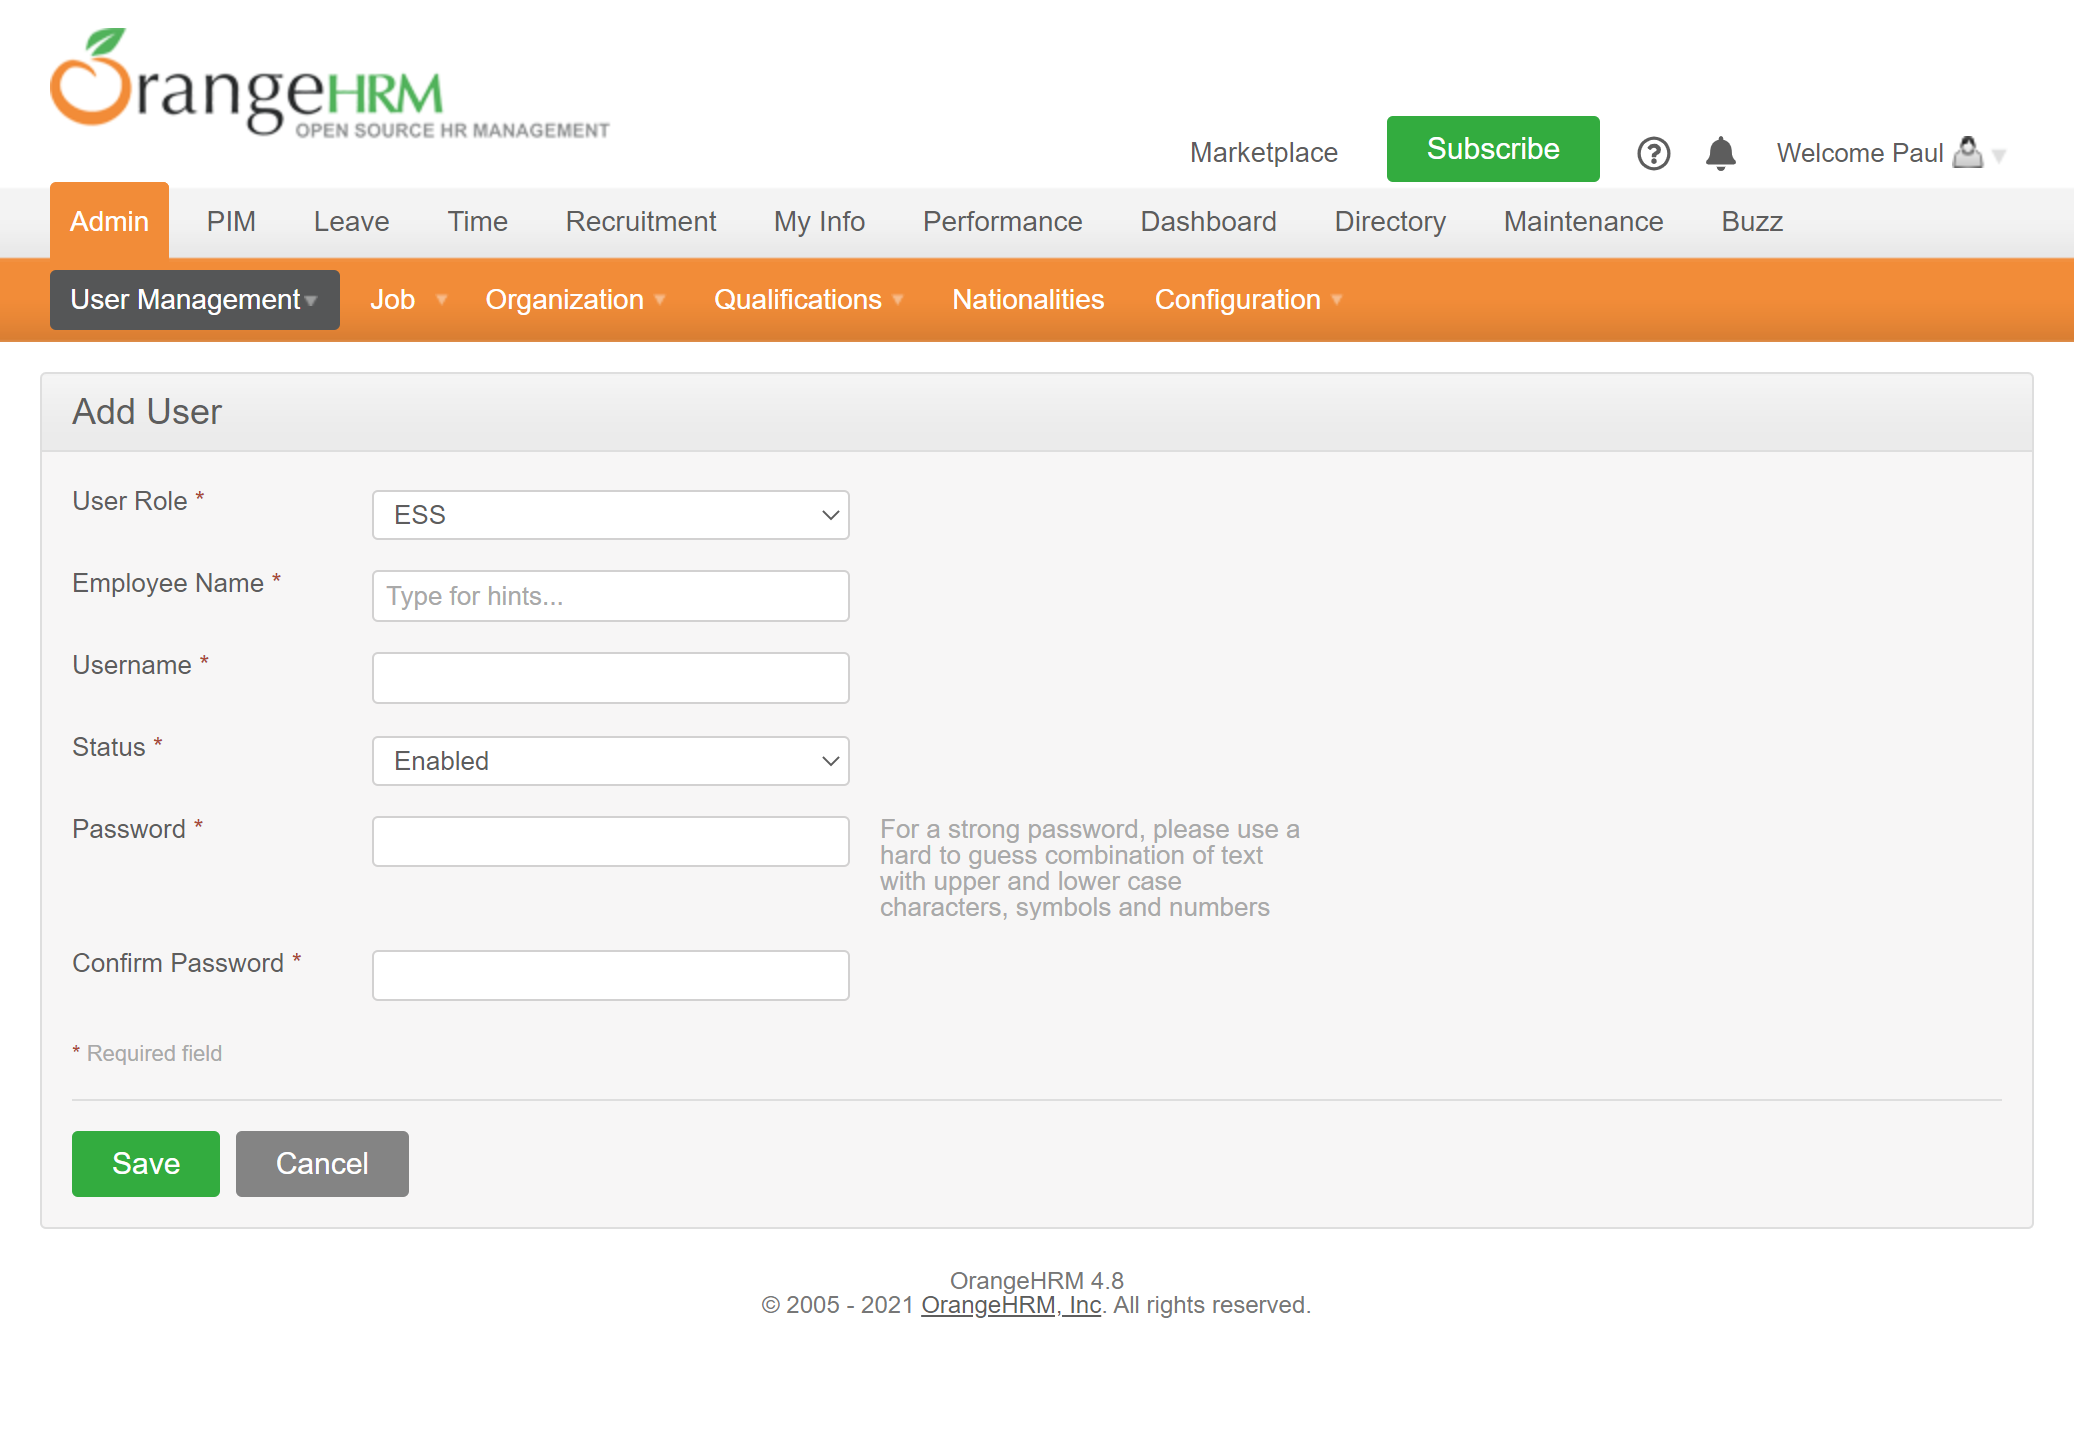 OrangeHRM
OPEN SOURCE HR MANAGEMENT
Marketplace Subscribe ? Welcome Paul
Admin PIM Leave Time Recruitment My Info Performance Dashboard Directory Maintenance Buzz
User Management Job Organization Qualifications Nationalities Configuration
Add User
User Role * ESS
Employee Name * Type for hints...
Username *
Status * Enabled
Password * For a strong password, please use a
hard to guess combination of text
with upper and lower case
characters, symbols and numbers
Confirm Password *
* Required field
Save Cancel
OrangeHRM 4.8
© 2005 - 2021 OrangeHRM, Inc. All rights reserved.